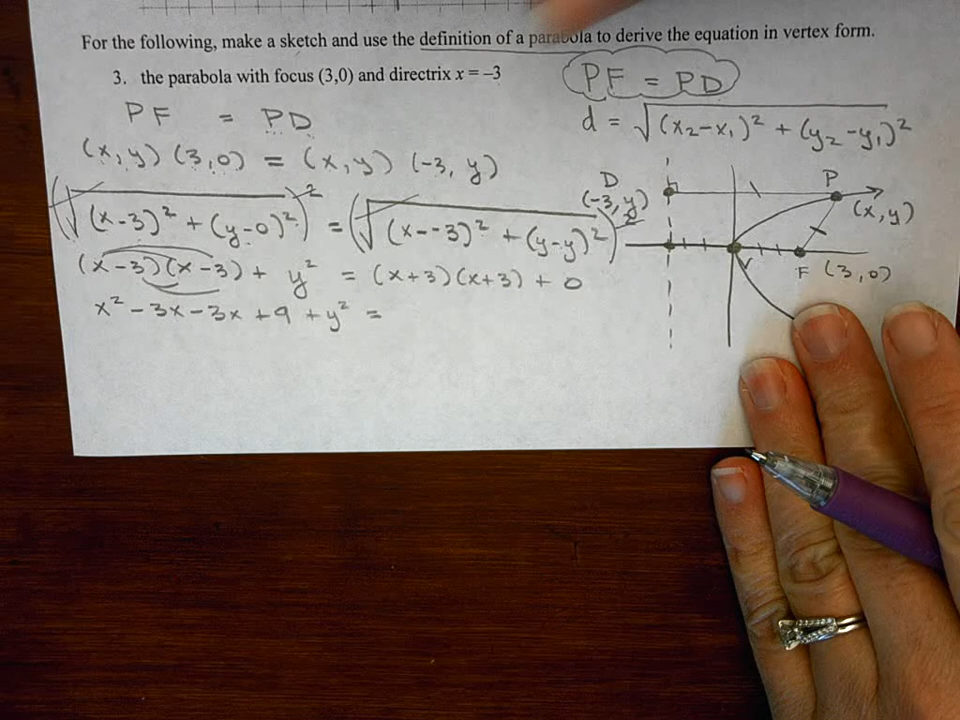 For the following, make a sketch and use the definition of a parabola to derive the equation in vertex form.
3. the parabola with focus (3,0) and directrix x = –3
PF = PD
PF = PD
d = √(x₂-x₁)² + (y₂-y₁)²
(x,y) (3,0) = (x,y) (-3, y)
(√(x-3)² + (y-0)²)² = (√(x--3)² + (y-y)²)²
(x-3)(x-3) + y² = (x+3)(x+3) + 0
x² -3x -3x +9 + y² =
D
(-3, y)
P
(x,y)
V
F (3,0)